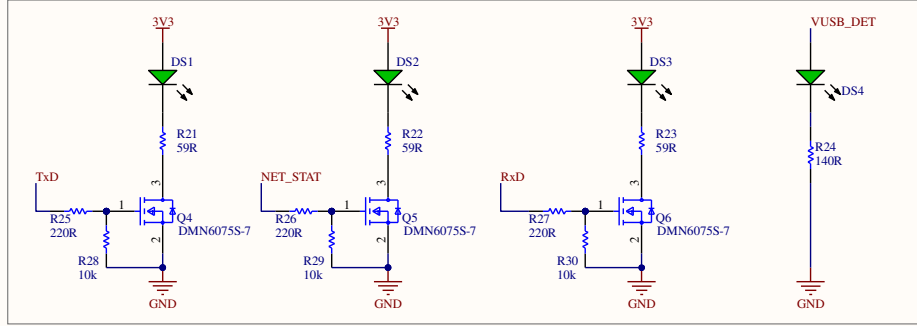 3V3
DS1
R21
59R
TxD
3
1
R25
220R
Q4
DMN6075S-7
2
R28
10k
GND
3V3
DS2
R22
59R
NET_STAT
3
1
R26
220R
Q5
DMN6075S-7
2
R29
10k
GND
3V3
DS3
R23
59R
RxD
3
1
R27
220R
Q6
DMN6075S-7
2
R30
10k
GND
VUSB_DET
DS4
R24
140R
GND